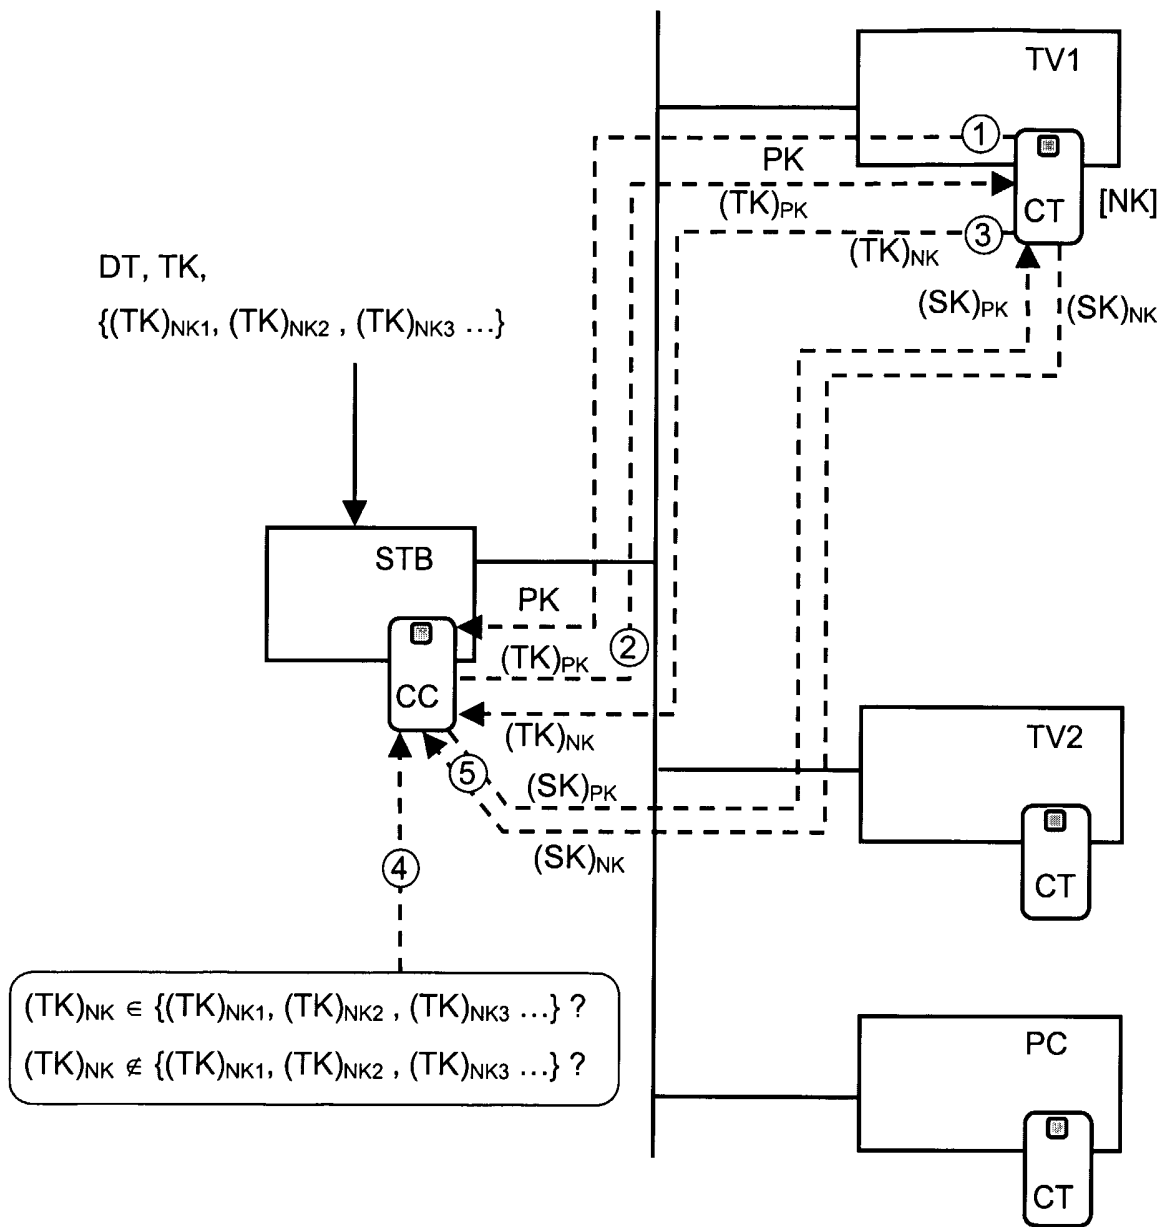 TV1
1
PK
(TK)PK
CT
[NK]
3
(TK)NK
DT, TK,
{(TK)NK1, (TK)NK2 , (TK)NK3 ...}
(SK)PK
(SK)NK
STB
PK
2
(TK)PK
CC
(TK)NK
TV2
5
(SK)PK
(SK)NK
4
CT
(TK)NK ∈ {(TK)NK1, (TK)NK2 , (TK)NK3 ...} ?
(TK)NK ∉ {(TK)NK1, (TK)NK2 , (TK)NK3 ...} ?
PC
CT